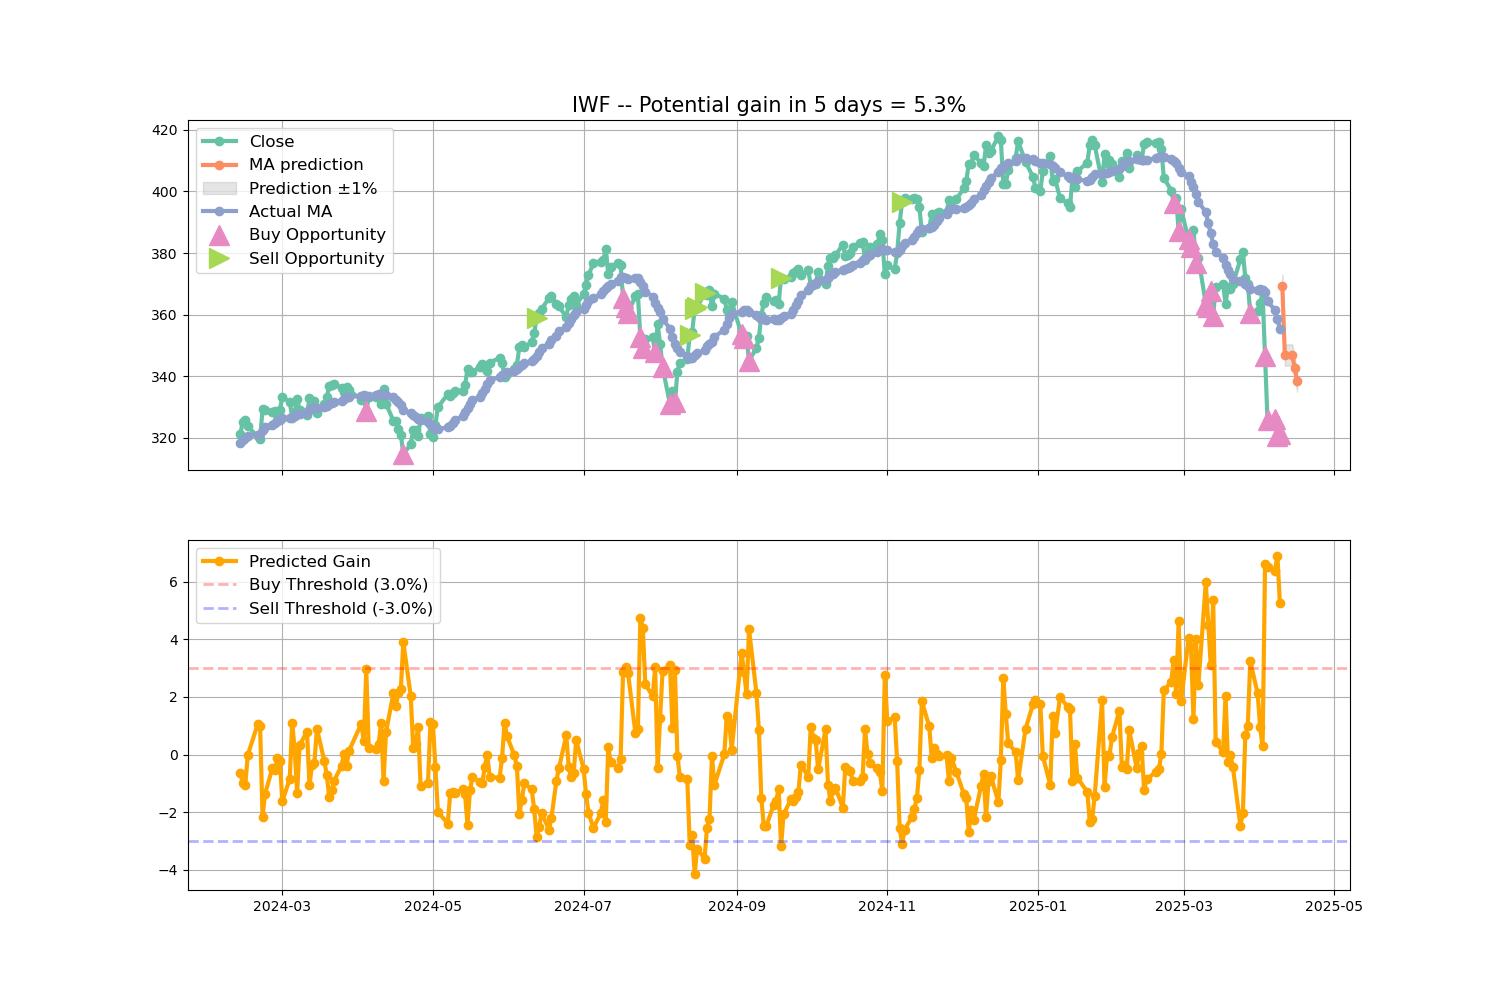 IWF -- Potential gain in 5 days = 5.3%
420
400
380
360
340
320
Close
MA prediction
Prediction ±1%
Actual MA
Buy Opportunity
Sell Opportunity
6
4
2
0
−2
−4
Predicted Gain
Buy Threshold (3.0%)
Sell Threshold (-3.0%)
2024-03
2024-05
2024-07
2024-09
2024-11
2025-01
2025-03
2025-05